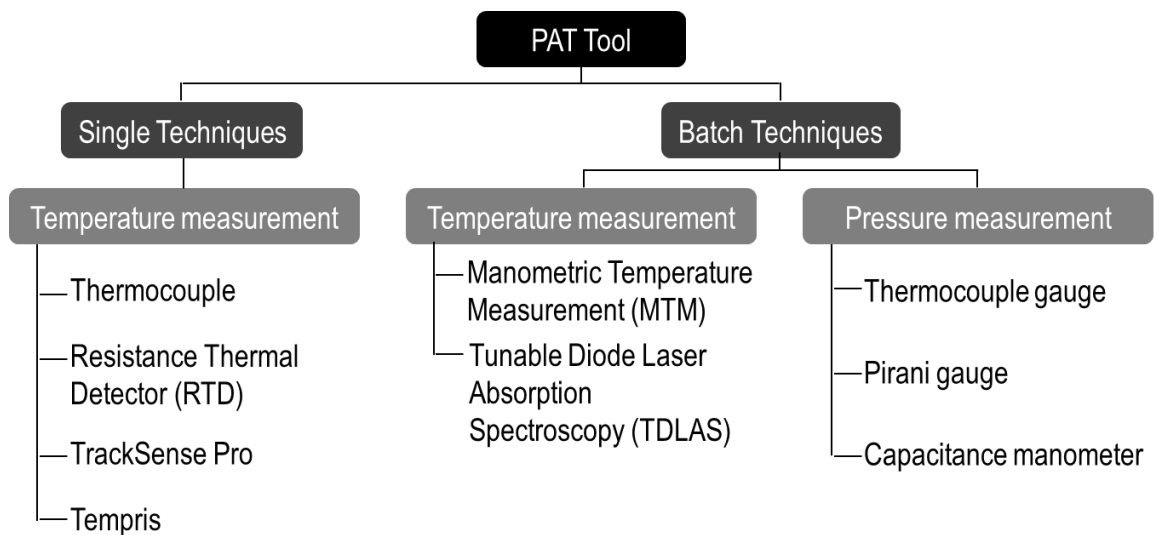 PAT Tool
Single Techniques
Batch Techniques
Temperature measurement
Thermocouple
Resistance Thermal
Detector (RTD)
TrackSense Pro
Tempris
Temperature measurement
Manometric Temperature
Measurement (MTM)
Tunable Diode Laser
Absorption
Spectroscopy (TDLAS)
Pressure measurement
Thermocouple gauge
Pirani gauge
Capacitance manometer